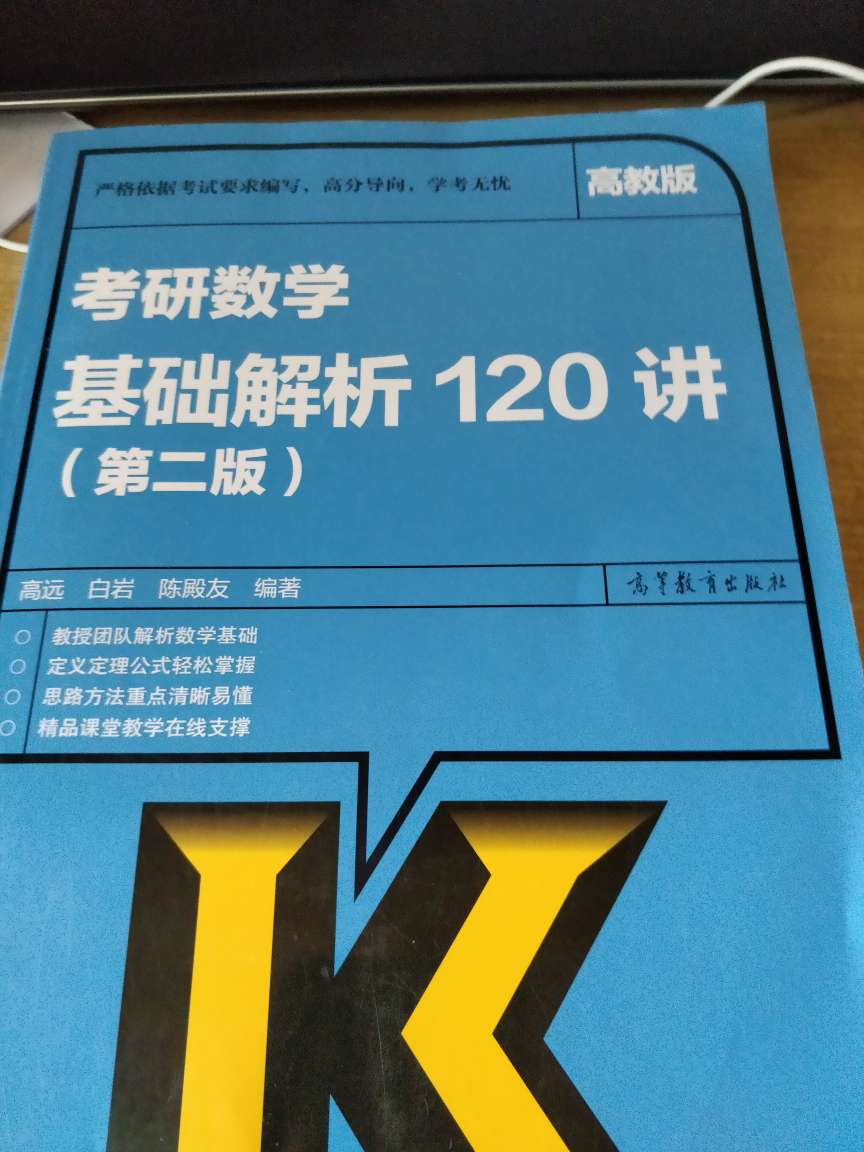 严格依据考试要求编写，高分导向，学考无忧
高教版
考研数学
基础解析 120 讲
（第二版）
高远 白岩 陈殿友 编著
高等教育出版社
教授团队解析数学基础
定义定理公式轻松掌握
思路方法重点清晰易懂
精品课堂教学在线支撑
K